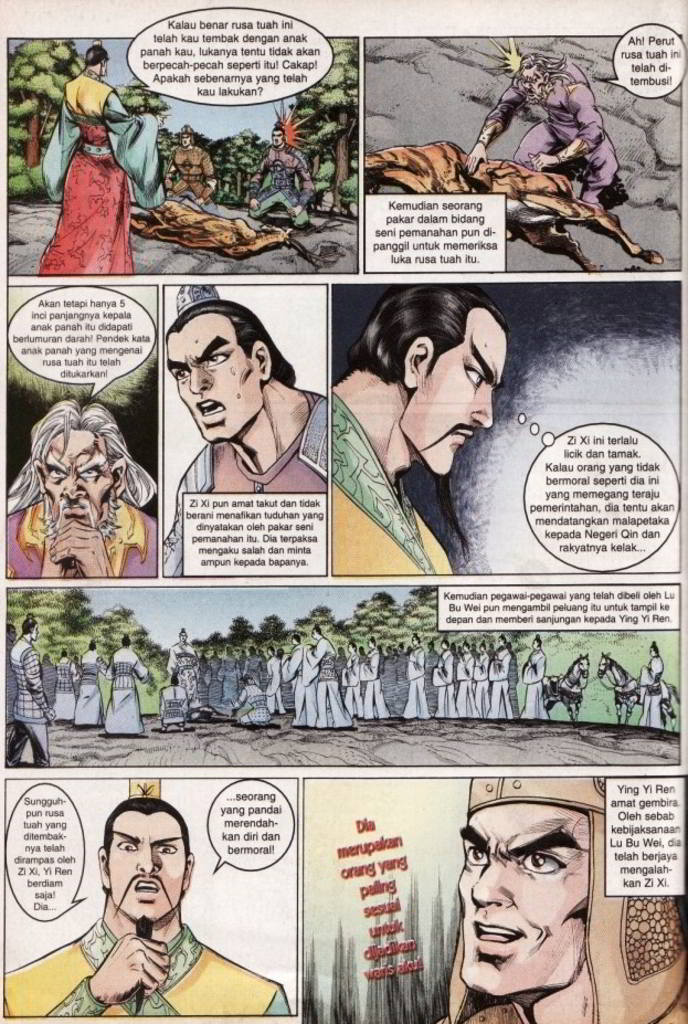 Kalau benar rusa tuah ini
telah kau tembak dengan anak
panah kau, lukanya tentu tidak akan
berpecah-pecah seperti itu! Cakap!
Apakah sebenarnya yang telah
kau lakukan?
Ah! Perut
rusa tuah ini
telah di-
tembusi!
Kemudian seorang
pakar dalam bidang
seni pemanahan pun di-
panggil untuk memeriksa
luka rusa tuah itu.
Akan tetapi hanya 5
inci panjangnya kepala
anak panah itu didapati
berlumuran darah! Pendek kata
anak panah yang mengenai
rusa tuah itu telah
ditukarkan!
Zi Xi pun amat takut dan tidak
berani menafikan tuduhan yang
dinyatakan oleh pakar seni
pemanahan itu. Dia terpaksa
mengaku salah dan minta
ampun kepada bapanya.
Zi Xi ini terlalu
licik dan tamak.
Kalau orang yang tidak
bermoral seperti dia ini
yang memegang teraju
pemerintahan, dia tentu akan
mendatangkan malapetaka
kepada Negeri Qin dan
rakyatnya kelak...
Kemudian pegawai-pegawai yang telah dibeli oleh Lu
Bu Wei pun mengambil peluang itu untuk tampil ke
depan dan memberi sanjungan kepada Ying Yi Ren.
Sungguh-
pun rusa
tuah yang
ditembak-
nya telah
dirampas oleh
Zi Xi, Yi Ren
berdiam
saja!
Dia...
...seorang
yang pandai
merendah-
kan diri dan
bermoral!
Dia
merupakan
orang yang
paling
sesuai
untuk
dijadikan
waris aku!
Ying Yi Ren
amat gembira.
Oleh sebab
kebijaksanaan
Lu Bu Wei, dia
telah berjaya
mengalah-
kan Zi Xi.